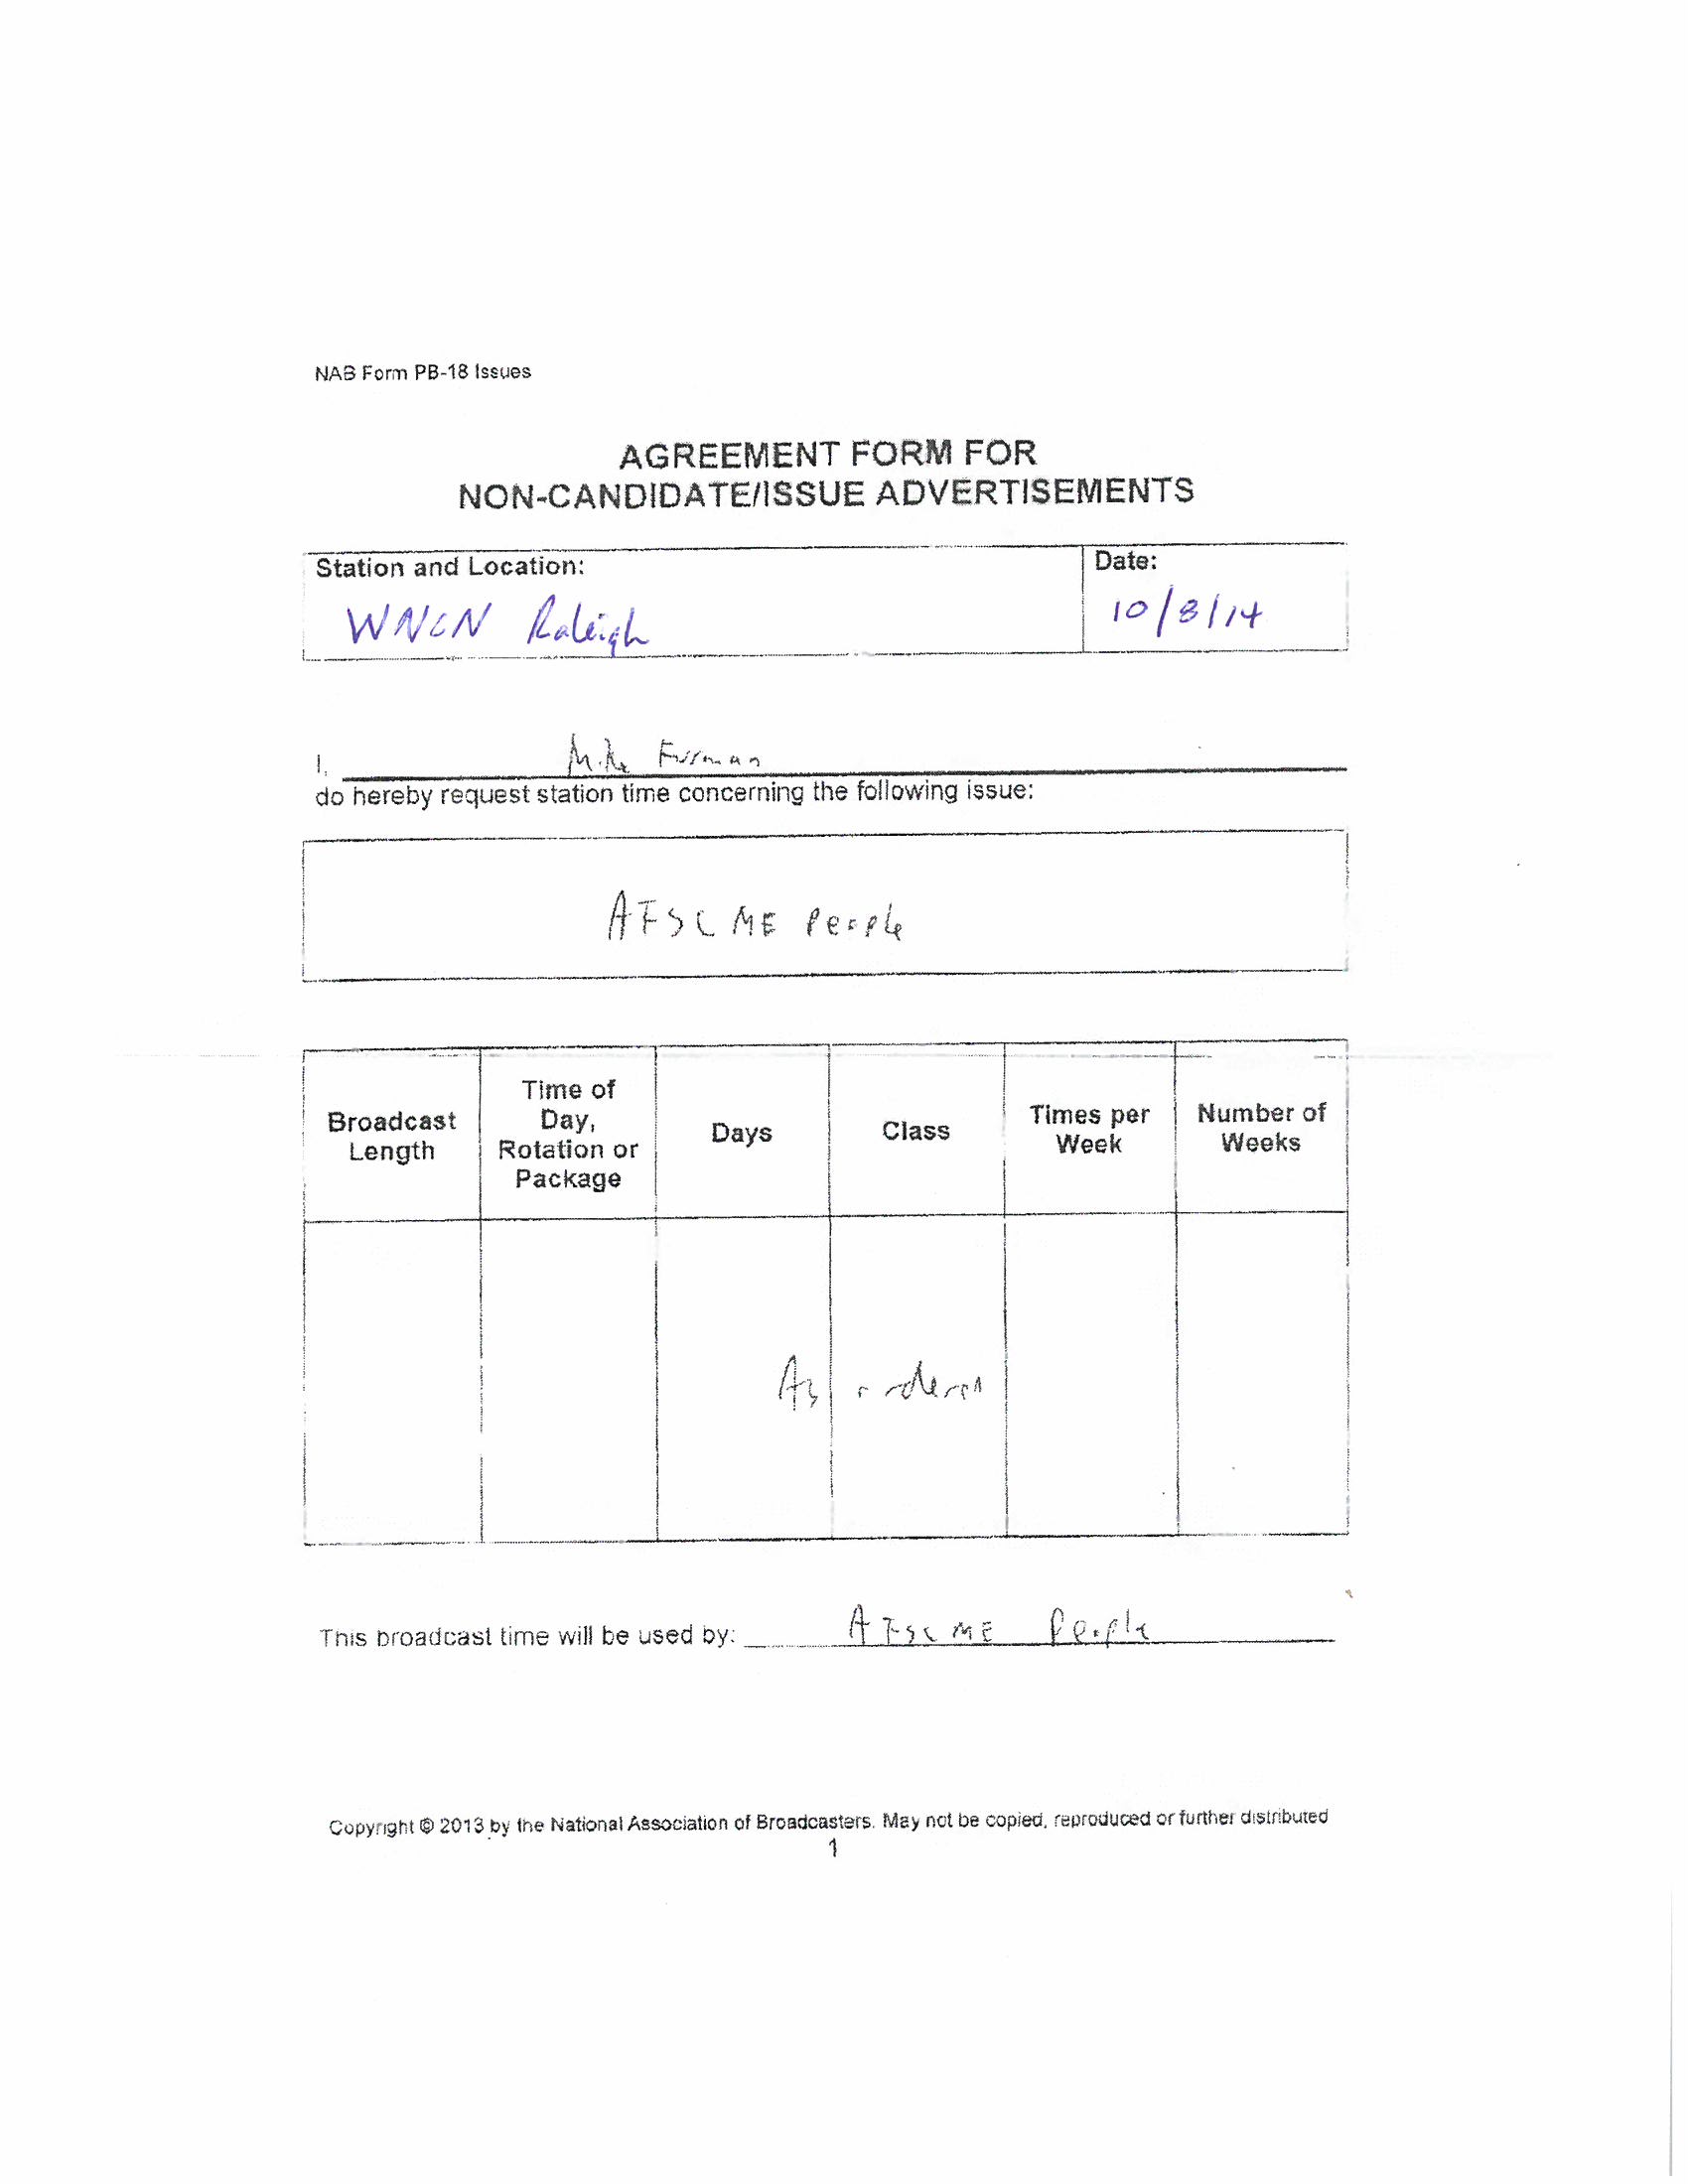 NAB Form PB-18 Issues
AGREEMENT FORM FOR
NON-CANDIDATE/ISSUE ADVERTISEMENTS
Station and Location:
WNCN Raleigh
Date:
10/8/14
I, Mike Furman
do hereby request station time concerning the following issue:
AFSCME People
Broadcast Length
Time of Day, Rotation or Package
Days
Class
Times per Week
Number of Weeks
As ordered
This broadcast time will be used by: AFSCME People
Copyright © 2013 by the National Association of Broadcasters. May not be copied, reproduced or further distributed
1